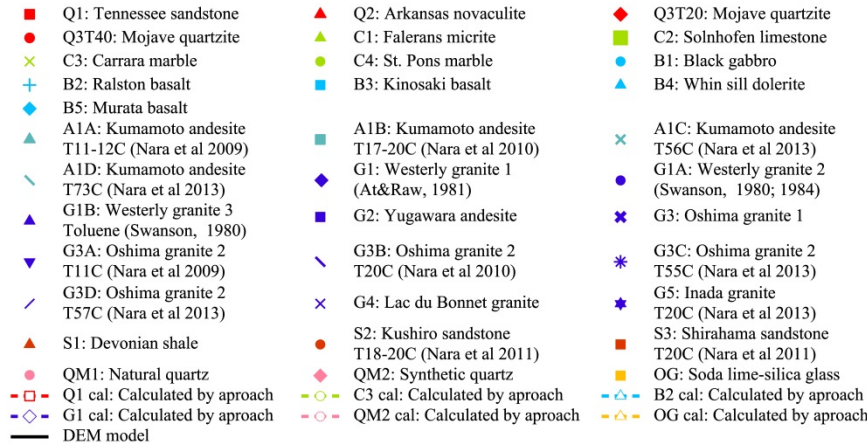 Q1: Tennessee sandstone Q2: Arkansas novaculite Q3T20: Mojave quartzite
Q3T40: Mojave quartzite C1: Falerans micrite C2: Solnhofen limestone
C3: Carrara marble C4: St. Pons marble B1: Black gabbro
B2: Ralston basalt B3: Kinosaki basalt B4: Whin sill dolerite
B5: Murata basalt
A1A: Kumamoto andesite A1B: Kumamoto andesite A1C: Kumamoto andesite
T11-12C (Nara et al 2009) T17-20C (Nara et al 2010) T56C (Nara et al 2013)
A1D: Kumamoto andesite G1: Westerly granite 1 G1A: Westerly granite 2
T73C (Nara et al 2013) (At&Raw, 1981) (Swanson, 1980; 1984)
G1B: Westerly granite 3 G2: Yugawara andesite G3: Oshima granite 1
Toluene (Swanson, 1980)
G3A: Oshima granite 2 G3B: Oshima granite 2 G3C: Oshima granite 2
T11C (Nara et al 2009) T20C (Nara et al 2010) T55C (Nara et al 2013)
G3D: Oshima granite 2 G4: Lac du Bonnet granite G5: Inada granite
T57C (Nara et al 2013) T20C (Nara et al 2013)
S1: Devonian shale S2: Kushiro sandstone S3: Shirahama sandstone
T18-20C (Nara et al 2011) T20C (Nara et al 2011)
QM1: Natural quartz QM2: Synthetic quartz OG: Soda lime-silica glass
Q1 cal: Calculated by aproach C3 cal: Calculated by aproach B2 cal: Calculated by aproach
G1 cal: Calculated by aproach QM2 cal: Calculated by aproach OG cal: Calculated by aproach
DEM model